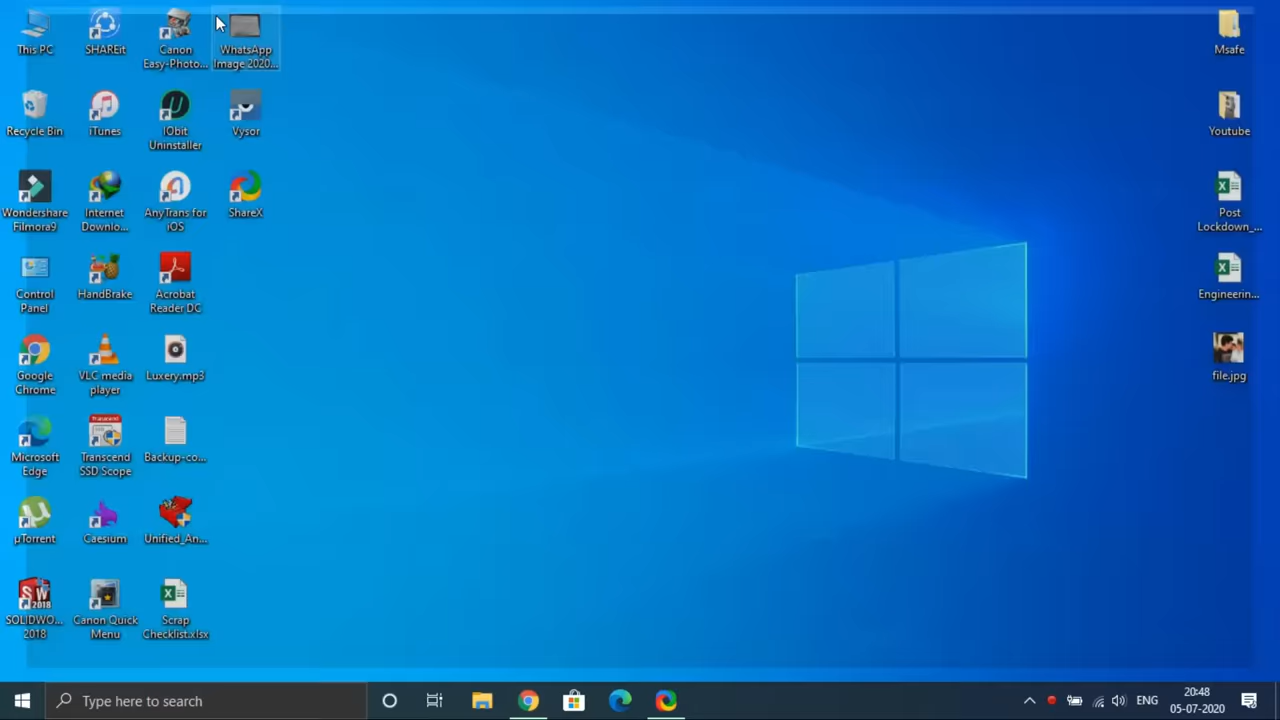 This PC
SHAREit
Canon
Easy-Photo...
WhatsApp
Image 2020...
Recycle Bin
iTunes
IObit
Uninstaller
Vysor
Wondershare
Filmora9
Internet
Downlo...
AnyTrans for
iOS
ShareX
Control
Panel
HandBrake
Acrobat
Reader DC
Google
Chrome
VLC media
player
Luxery.mp3
Microsoft
Edge
Transcend
SSD Scope
Backup-co...
µTorrent
Caesium
Unified_An...
SOLIDWO...
2018
Canon Quick
Menu
Scrap
Checklist.xlsx
Msafe
Youtube
Post
Lockdown_...
Engineerin...
file.jpg
Type here to search
ENG
20:48
05-07-2020